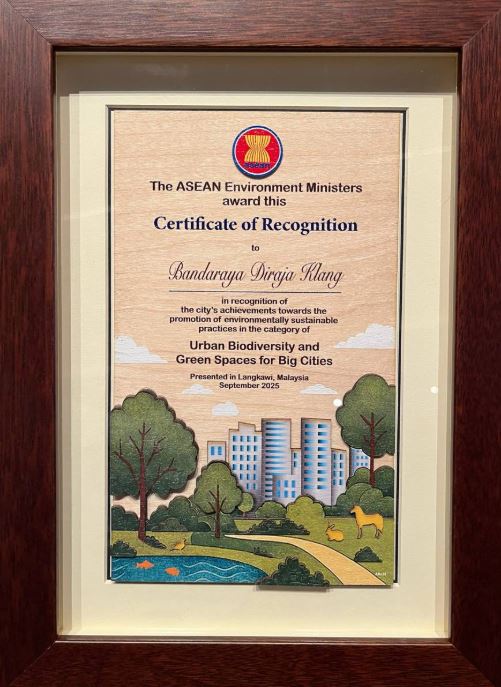 The ASEAN Environment Ministers
award this
Certificate of Recognition
to
Bandaraya Diraja Klang
in recognition of
the city's achievements towards the
promotion of environmentally sustainable
practices in the category of
Urban Biodiversity and
Green Spaces for Big Cities
Presented in Langkawi, Malaysia
September 2025